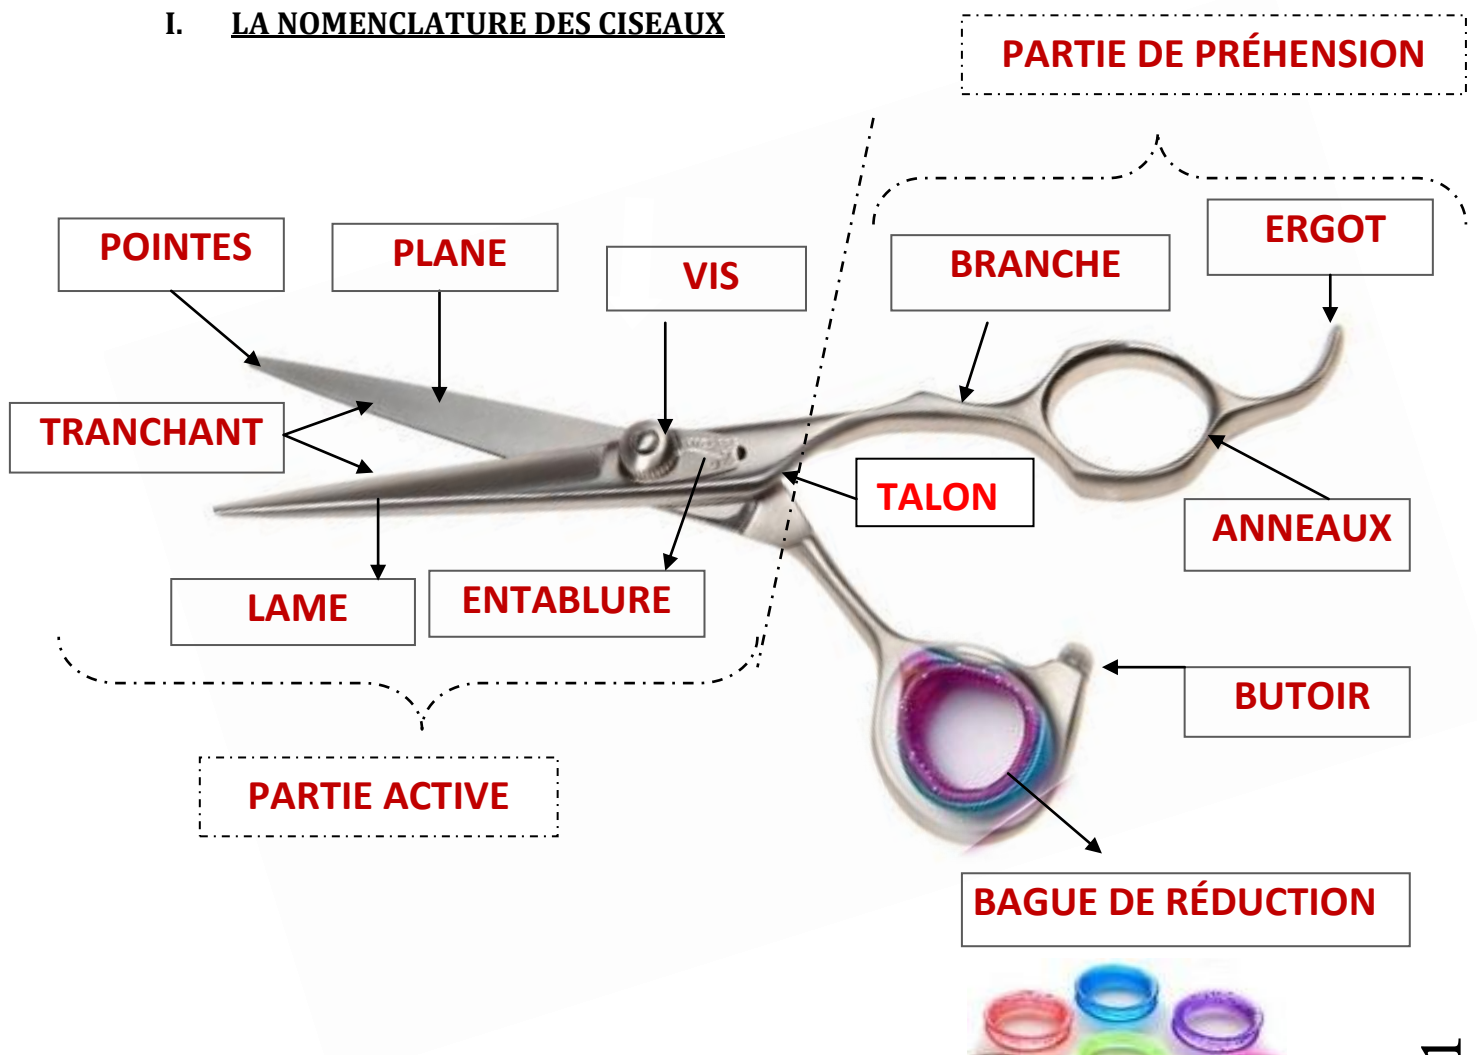 I. LA NOMENCLATURE DES CISEAUX
PARTIE DE PRÉHENSION
POINTES
PLANE
VIS
BRANCHE
ERGOT
TRANCHANT
TALON
ANNEAUX
LAME
ENTABLURE
BUTOIR
PARTIE ACTIVE
BAGUE DE RÉDUCTION
1